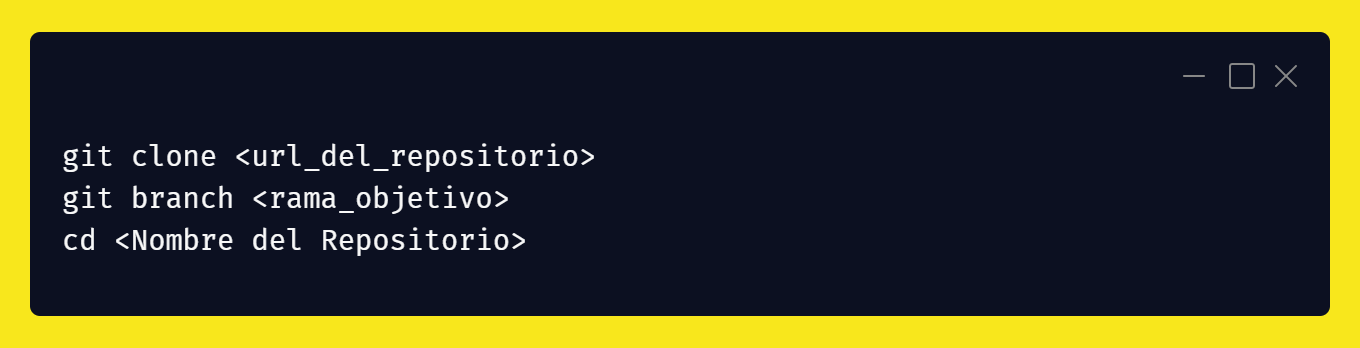 git clone <url_del_repositorio>
git branch <rama_objetivo>
cd <Nombre del Repositorio>